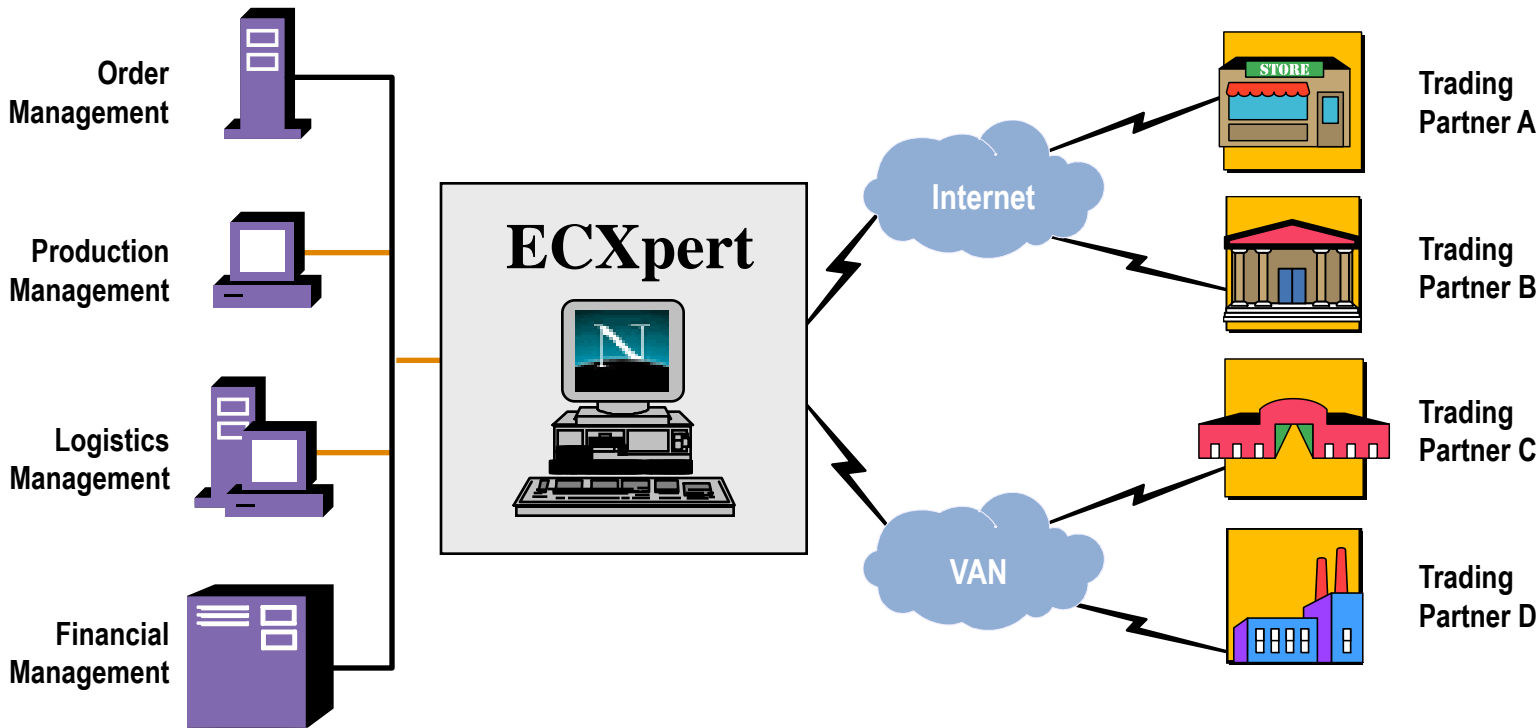 Order
Management
Production
Management
Logistics
Management
Financial
Management
ECXpert
N
Internet
VAN
STORE
Trading
Partner A
Trading
Partner B
Trading
Partner C
Trading
Partner D